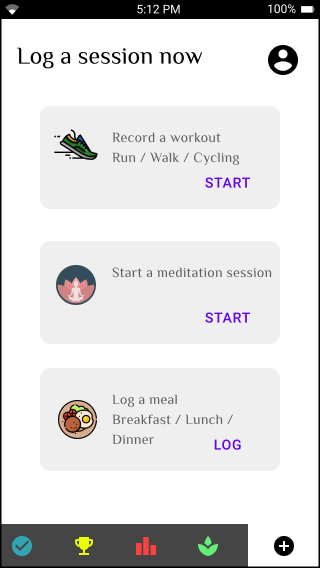 5:12 PM
100%
Log a session now
Record a workout
Run / Walk / Cycling
START
Start a meditation session
START
Log a meal
Breakfast / Lunch /
Dinner
LOG